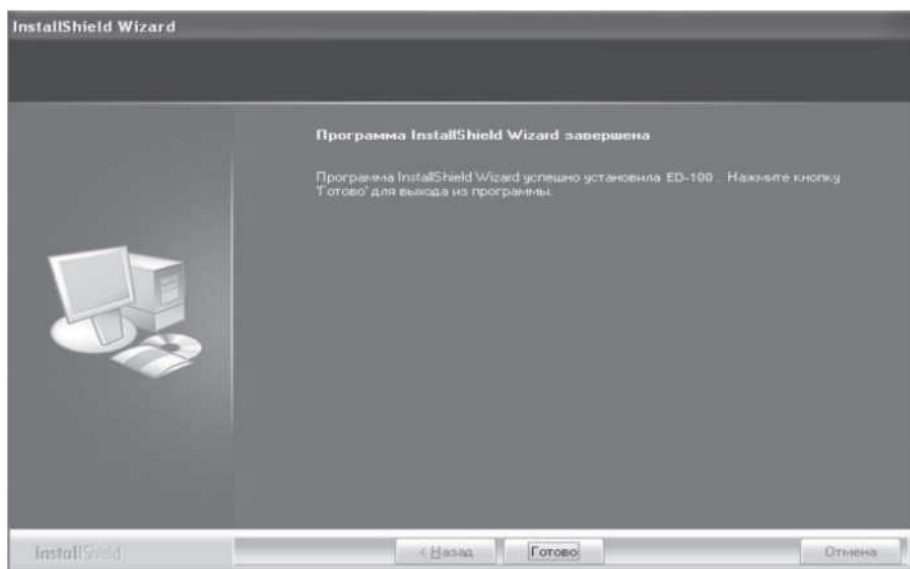 InstallShield Wizard
Программа InstallShield Wizard завершена
Программа InstallShield Wizard успешно установила ED-100 . Нажмите кнопку
'Готово' для выхода из программы.
InstallShield
< Назад
Готово
Отмена